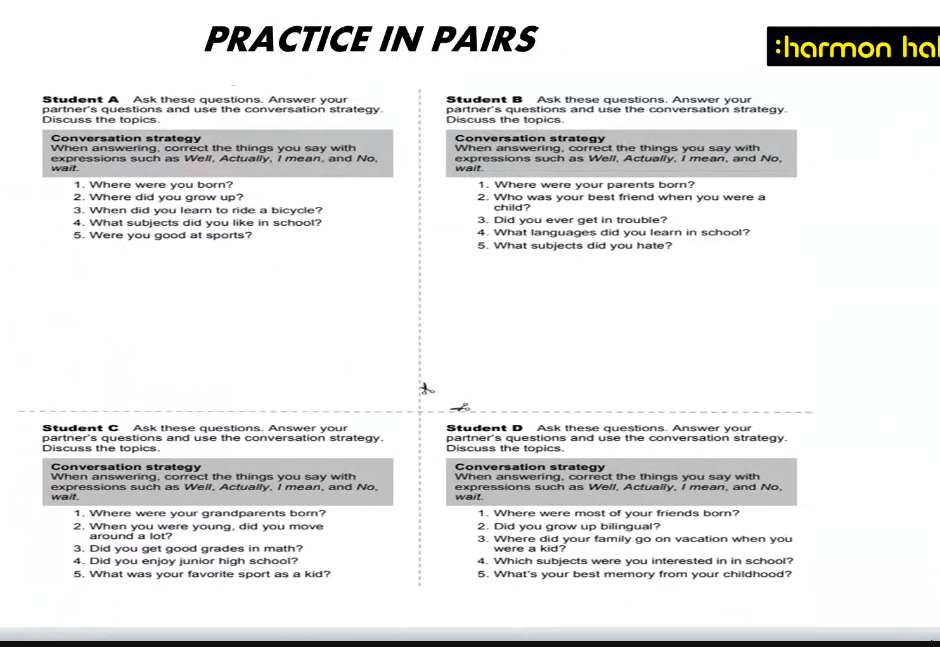 PRACTICE IN PAIRS
:harmon hal
Student A Ask these questions. Answer your
partner's questions and use the conversation strategy.
Discuss the topics.
Conversation strategy
When answering, correct the things you say with
expressions such as Well, Actually, I mean, and No,
wait.
1. Where were you born?
2. Where did you grow up?
3. When did you learn to ride a bicycle?
4. What subjects did you like in school?
5. Were you good at sports?
Student B Ask these questions. Answer your
partner's questions and use the conversation strategy.
Discuss the topics.
Conversation strategy
When answering, correct the things you say with
expressions such as Well, Actually, I mean, and No,
wait.
1. Where were your parents born?
2. Who was your best friend when you were a
child?
3. Did you ever get in trouble?
4. What languages did you learn in school?
5. What subjects did you hate?
Student C Ask these questions. Answer your
partner's questions and use the conversation strategy.
Discuss the topics.
Conversation strategy
When answering, correct the things you say with
expressions such as Well, Actually, I mean, and No,
wait.
1. Where were your grandparents born?
2. When you were young, did you move
around a lot?
3. Did you get good grades in math?
4. Did you enjoy junior high school?
5. What was your favorite sport as a kid?
Student D Ask these questions. Answer your
partner's questions and use the conversation strategy.
Discuss the topics.
Conversation strategy
When answering, correct the things you say with
expressions such as Well, Actually, I mean, and No,
wait.
1. Where were most of your friends born?
2. Did you grow up bilingual?
3. Where did your family go on vacation when you
were a kid?
4. Which subjects were you interested in in school?
5. What's your best memory from your childhood?